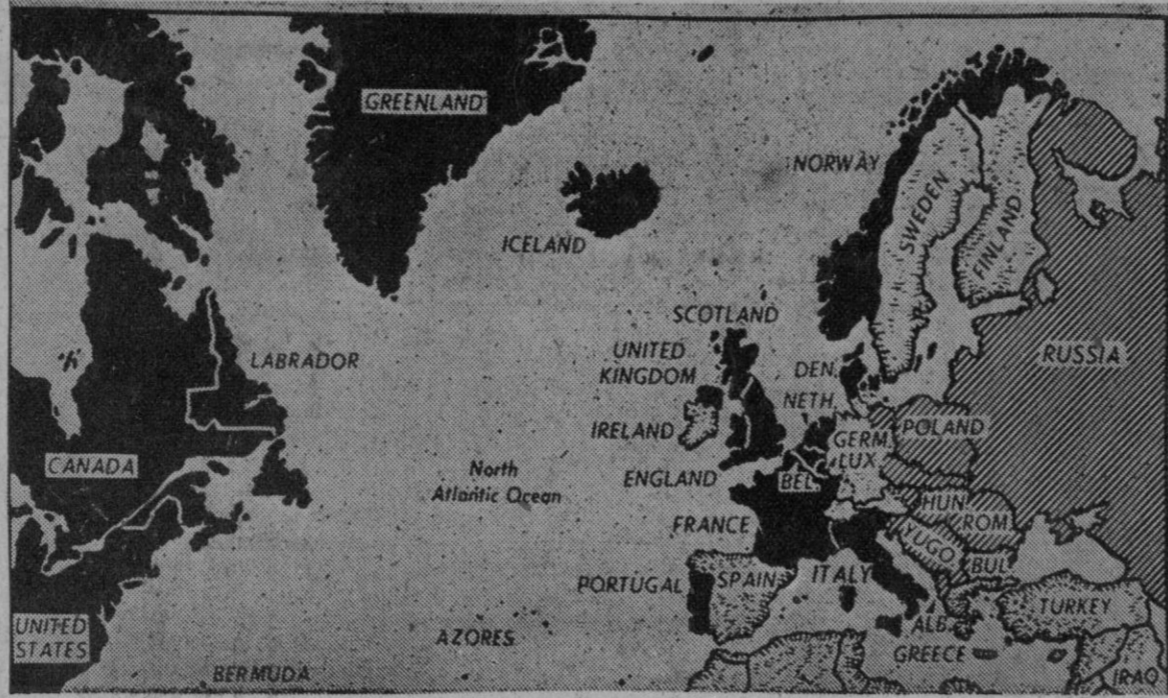 GREENLAND
NORWAY
SWEDEN
FINLAND
ICELAND
SCOTLAND
UNITED
KINGDOM
RUSSIA
LABRADOR
DEN.
NETH.
IRELAND
GERM.
POLAND
LUX.
CANADA
North
Atlantic Ocean
ENGLAND
BEL.
HUN.
ROM.
FRANCE
YUGO.
BUL.
PORTUGAL
SPAIN
ITALY
TURKEY
UNITED
STATES
AZORES
ALB.
GREECE
BERMUDA
IRAQ